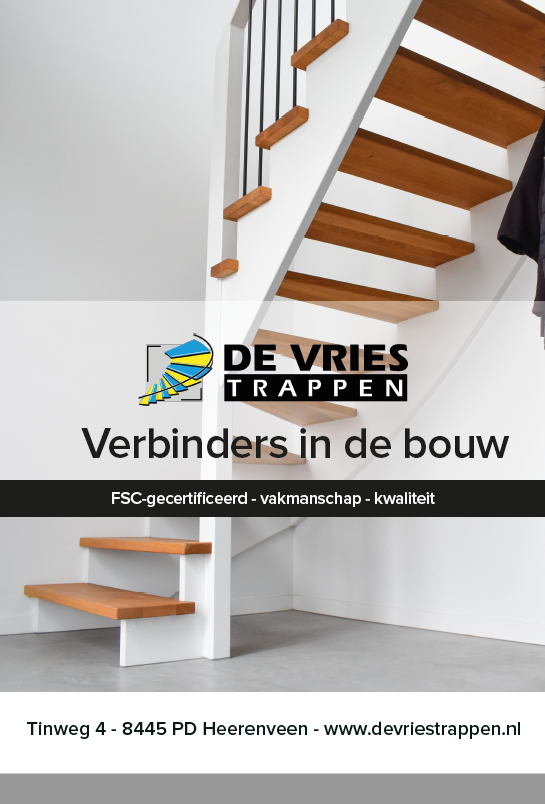 DE VRIES
TRAPPEN
Verbinders in de bouw
FSC-gecertificeerd - vakmanschap - kwaliteit
Tinweg 4 - 8445 PD Heerenveen - www.devriestrappen.nl